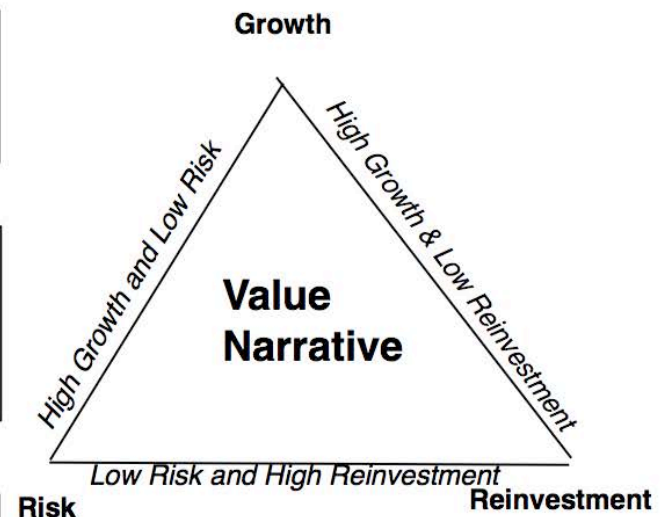 Growth
High Growth and Low Risk
High Growth & Low Reinvestment
Value
Narrative
Low Risk and High Reinvestment
Risk
Reinvestment